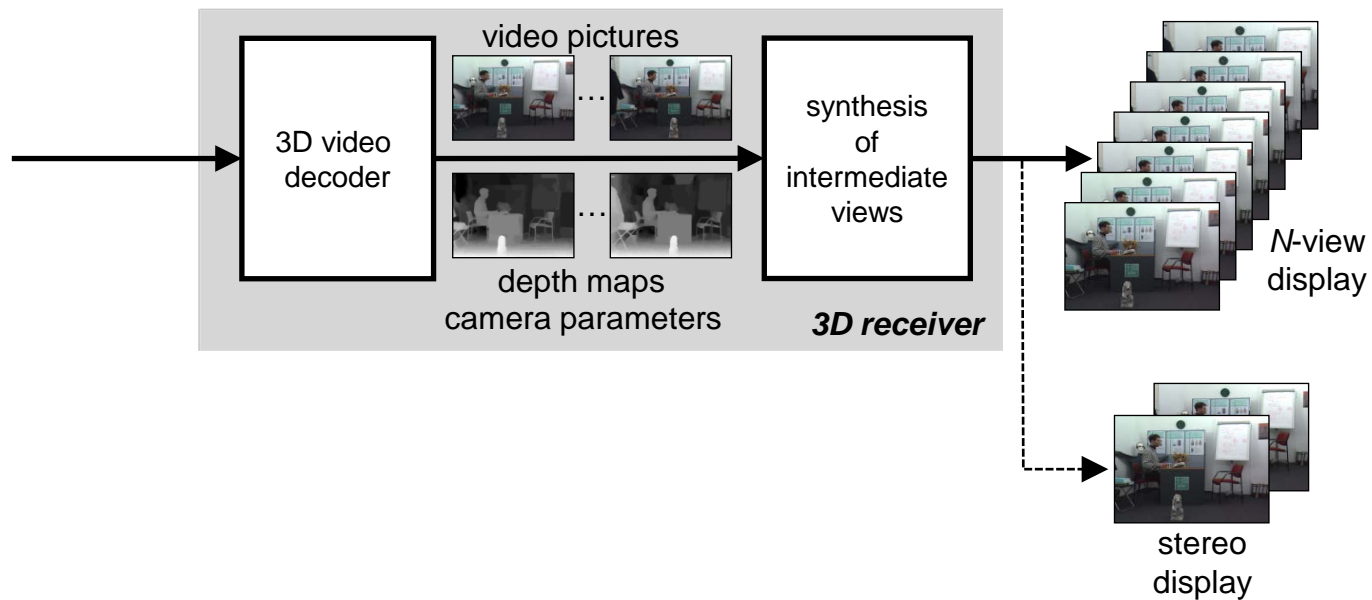 video pictures
...
3D video
decoder
...
depth maps
camera parameters
synthesis
of
intermediate
views
3D receiver
N-view
display
stereo
display